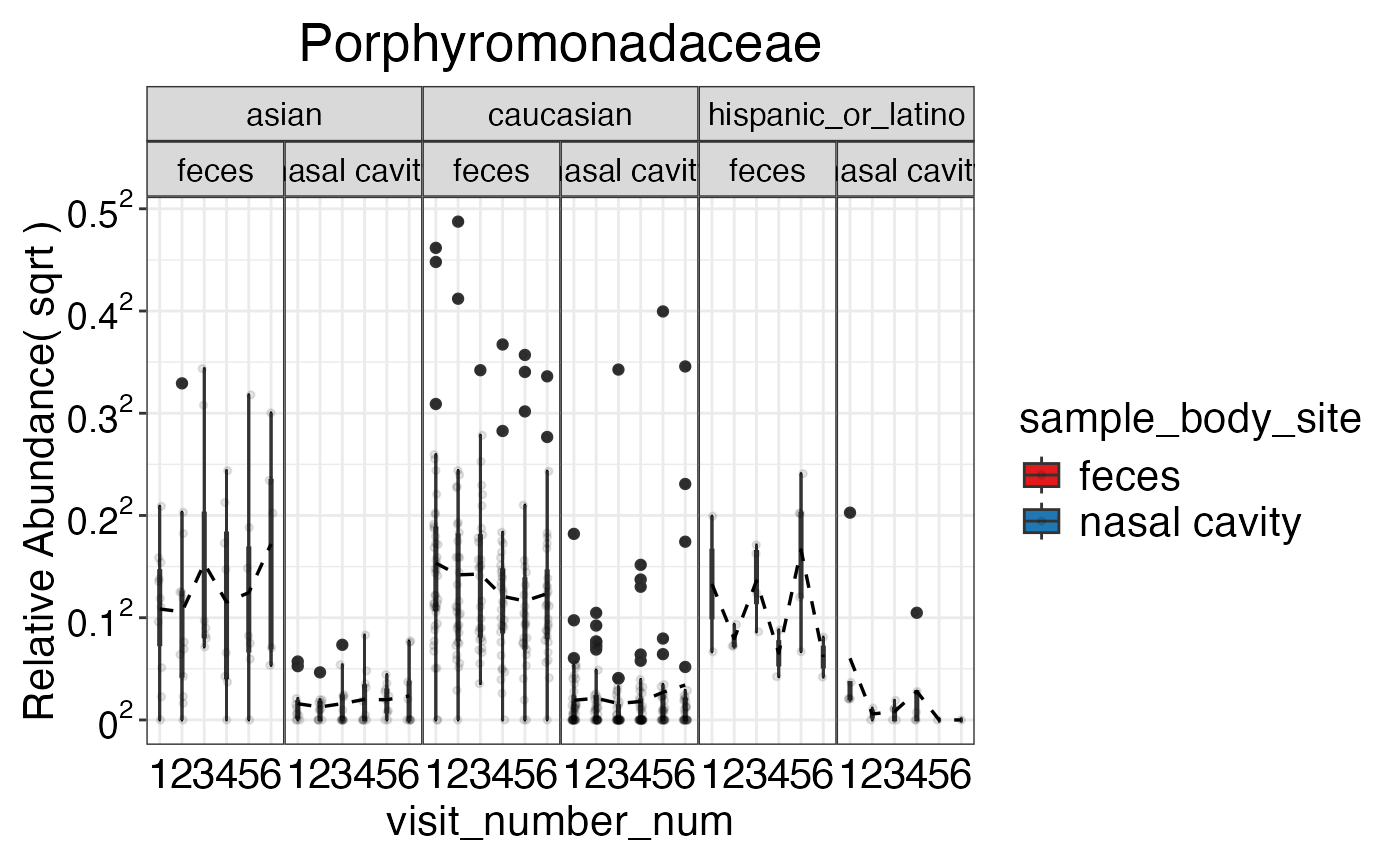 Porphyromonadaceae
asian caucasian hispanic_or_latino
feces asal cavit feces asal cavit feces asal cavit
Relative Abundance( sqrt )
0.5²
0.4²
0.3²
0.2²
0.1²
0²
123456 123456 123456 123456 123456 123456
visit_number_num
sample_body_site
feces
nasal cavity